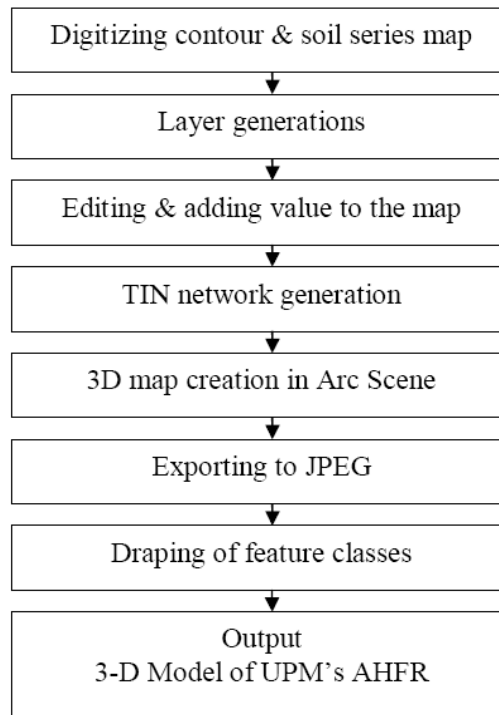 Digitizing contour & soil series map
Layer generations
Editing & adding value to the map
TIN network generation
3D map creation in Arc Scene
Exporting to JPEG
Draping of feature classes
Output
3-D Model of UPM's AHFR